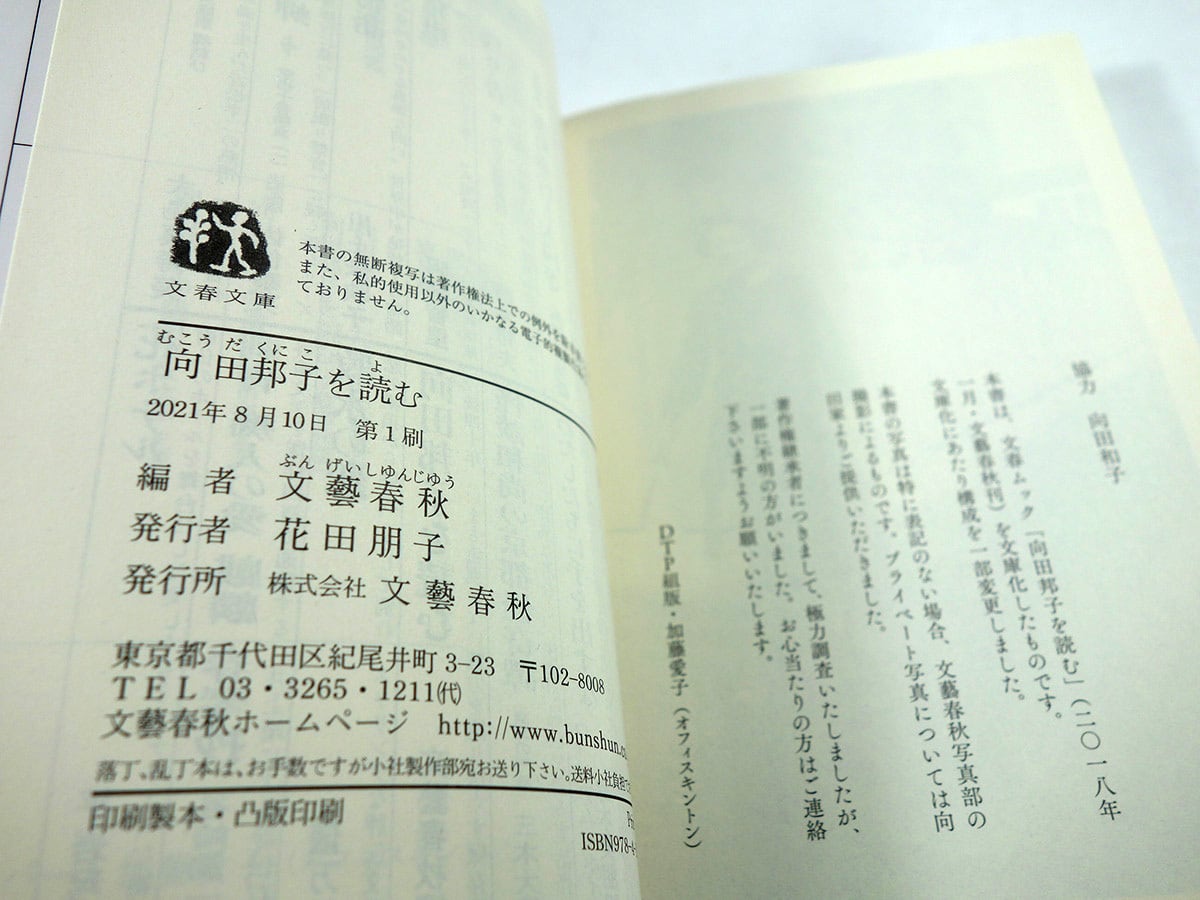 協力　向田和子
本書は、文春ムック「向田邦子を読む」（二〇一八年
一月・文藝春秋刊）を文庫化したものです。
文庫化にあたり構成を一部変更しました。
本書の写真は特に表記のない場合、文藝春秋写真部の
撮影によるものです。プライベート写真については向
田家よりご提供いただきました。
著作権継承者につきまして、極力調査いたしましたが、
一部に不明の方がいました。お心当たりの方はご連絡
下さいますようお願いいたします。
DTP組版・加藤愛子（オフィスキントン）
文春文庫
本書の無断複写は著作権法上での例外を除
また、私的使用以外のいかなる電子的複製
ておりません。
むこう だ くに こ よ
向田邦子を読む
2021年8月10日　第1刷
ぶん げい しゆんじゆう
編　者　文藝春秋
発行者　花田朋子
発行所　株式会社 文藝春秋
東京都千代田区紀尾井町 3-23　〒102-8008
TEL 03・3265・1211㈹
文藝春秋ホームページ　http://www.bunshun.c
落丁、乱丁本は、お手数ですが小社製作部宛お送り下さい。送料小社負担で
印刷製本・凸版印刷
ISBN978-4-